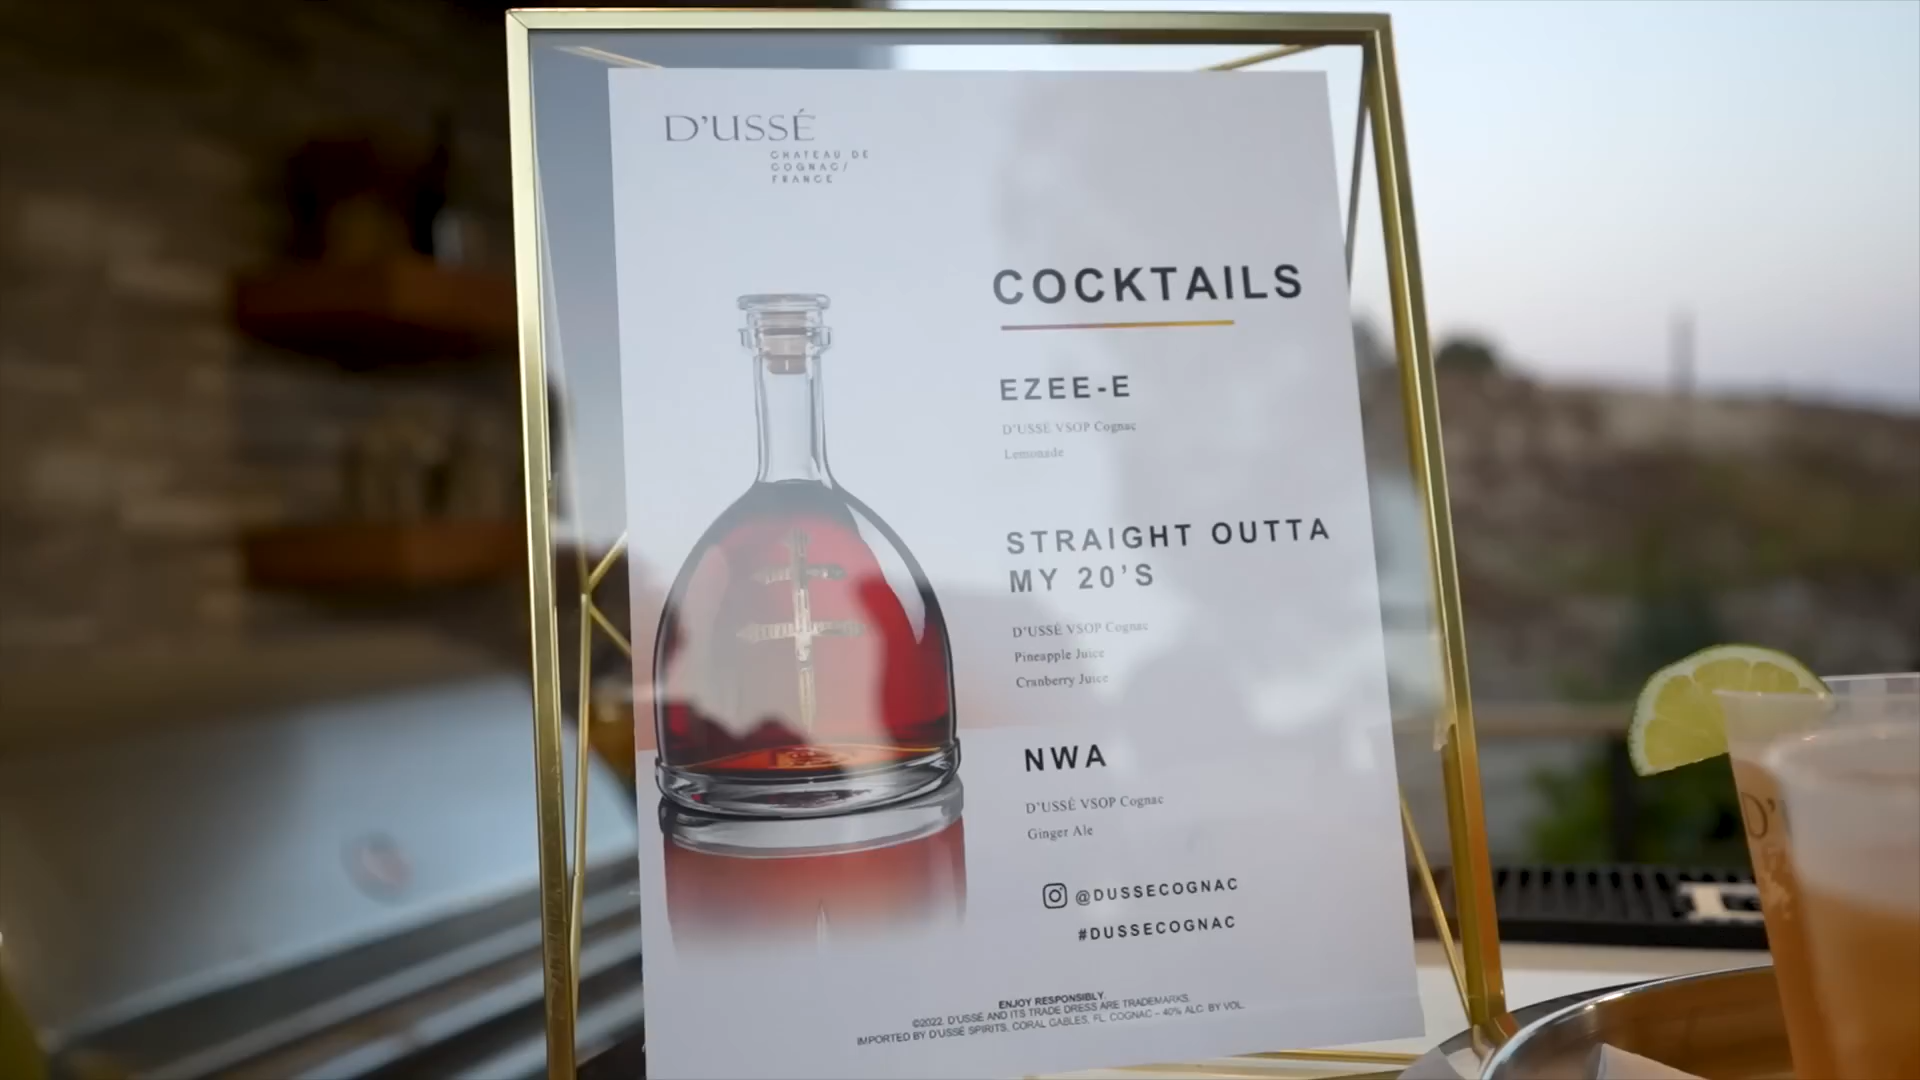 D'USSÉ
CHATEAU DE
COGNAC/
FRANCE
COCKTAILS
EZEE-E
D'USSÉ VSOP Cognac
Lemonade
STRAIGHT OUTTA
MY 20'S
D'USSÉ VSOP Cognac
Pineapple Juice
Cranberry Juice
NWA
D'USSÉ VSOP Cognac
Ginger Ale
@DUSSECOGNAC
#DUSSECOGNAC
ENJOY RESPONSIBLY.
©2022. D'USSÉ AND ITS TRADE DRESS ARE TRADEMARKS.
IMPORTED BY D'USSÉ SPIRITS, CORAL GABLES, FL. COGNAC – 40% ALC. BY VOL.
D'